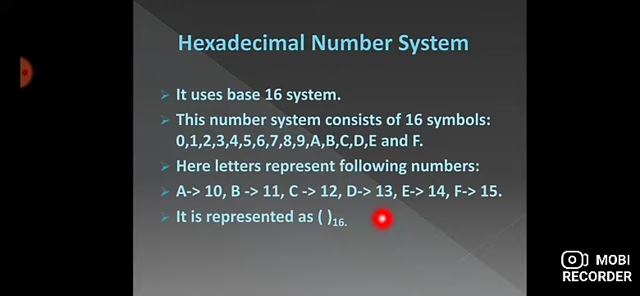 Hexadecimal Number System
It uses base 16 system.
This number system consists of 16 symbols:
0,1,2,3,4,5,6,7,8,9,A,B,C,D,E and F.
Here letters represent following numbers:
A-> 10, B -> 11, C -> 12, D-> 13, E-> 14, F-> 15.
It is represented as ( )16.
MOBI
RECORDER